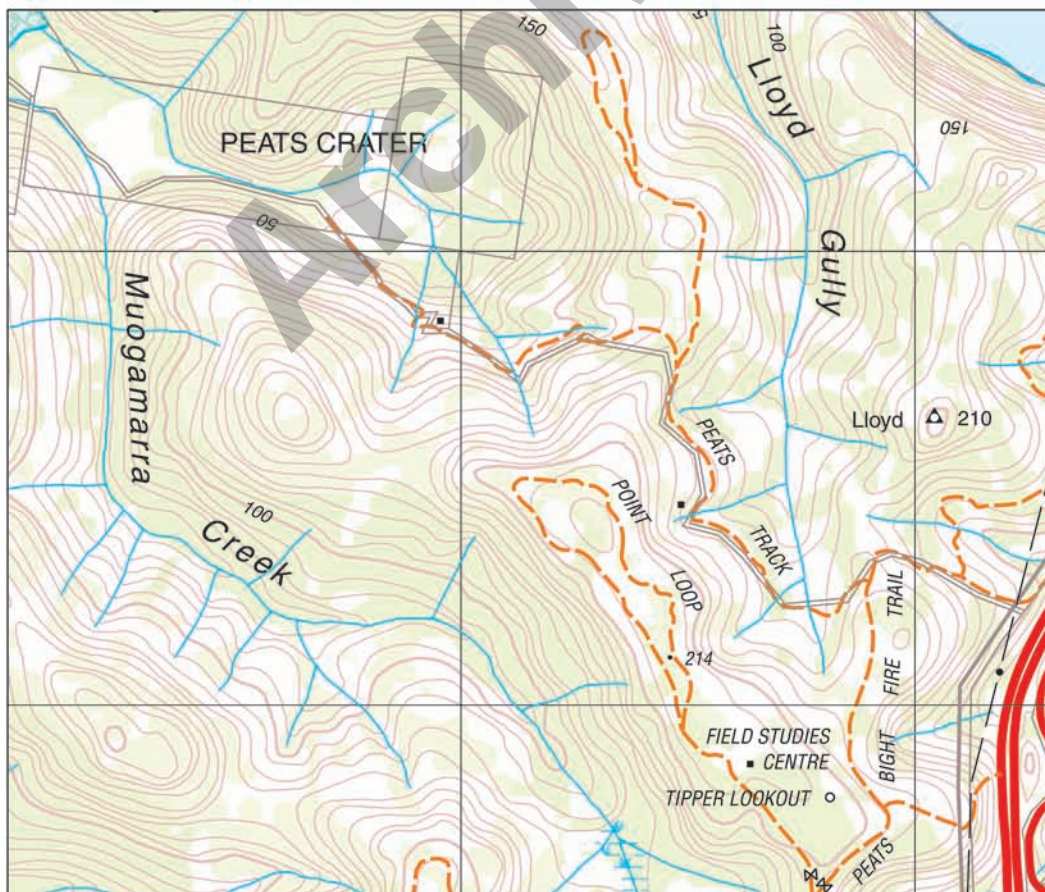 150
100
Lloyd
Gully
150
PEATS CRATER
50
Muogamarra
Creek
100
Lloyd
210
PEATS
TRACK
POINT
LOOP
214
TRAIL
FIRE
BIGHT
PEATS
FIELD STUDIES
CENTRE
TIPPER LOOKOUT